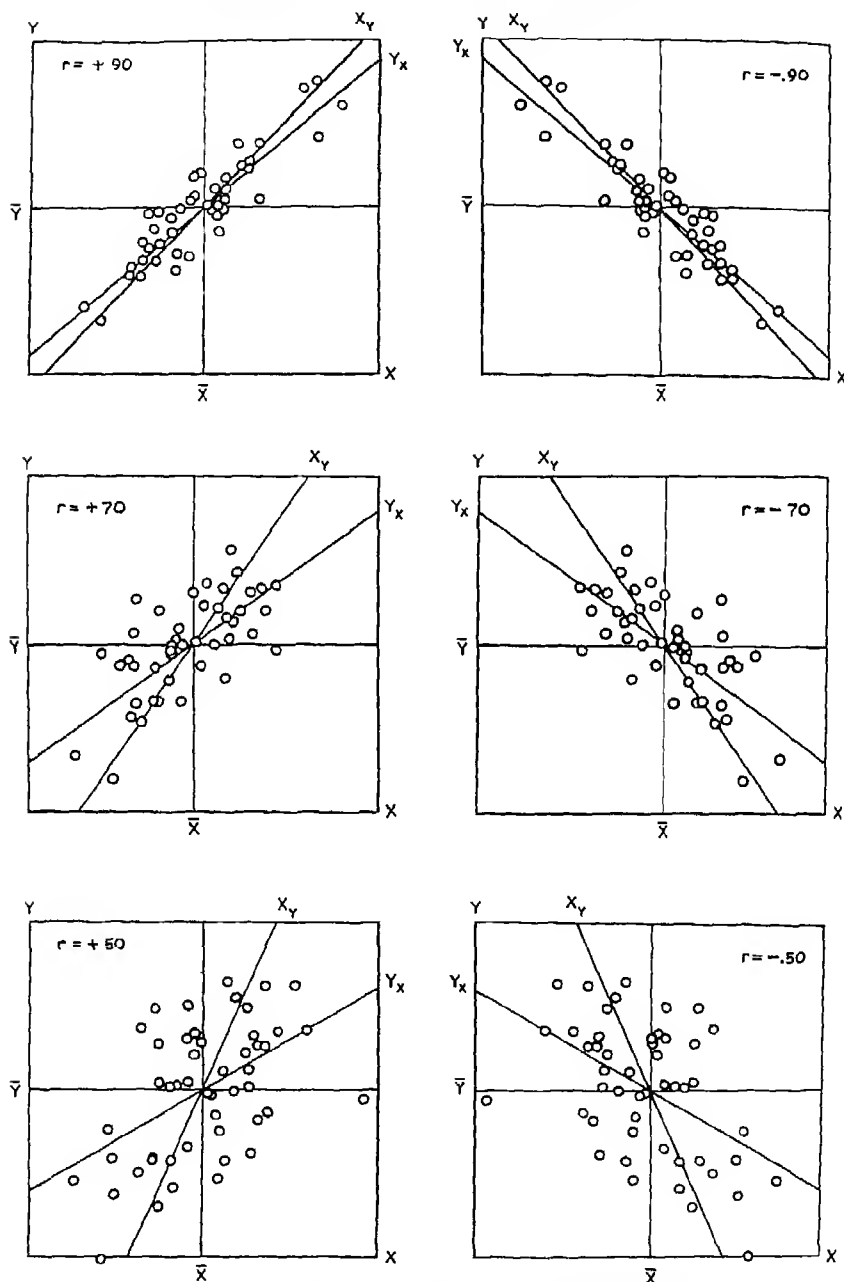 Y X_Y
r = +90
Y_X
Ȳ
X̄
X
Y X_Y
Y_X
r = -.90
Ȳ
X̄
X
X_Y
Y
r = +70
Y_X
Ȳ
X̄
X
Y X_Y
Y_X
r = -70
Ȳ
X̄
X
Y X_Y
r = +50
Y_X
Ȳ
X̄
X
Y X_Y
Y_X
r = -.50
Ȳ
X̄
X